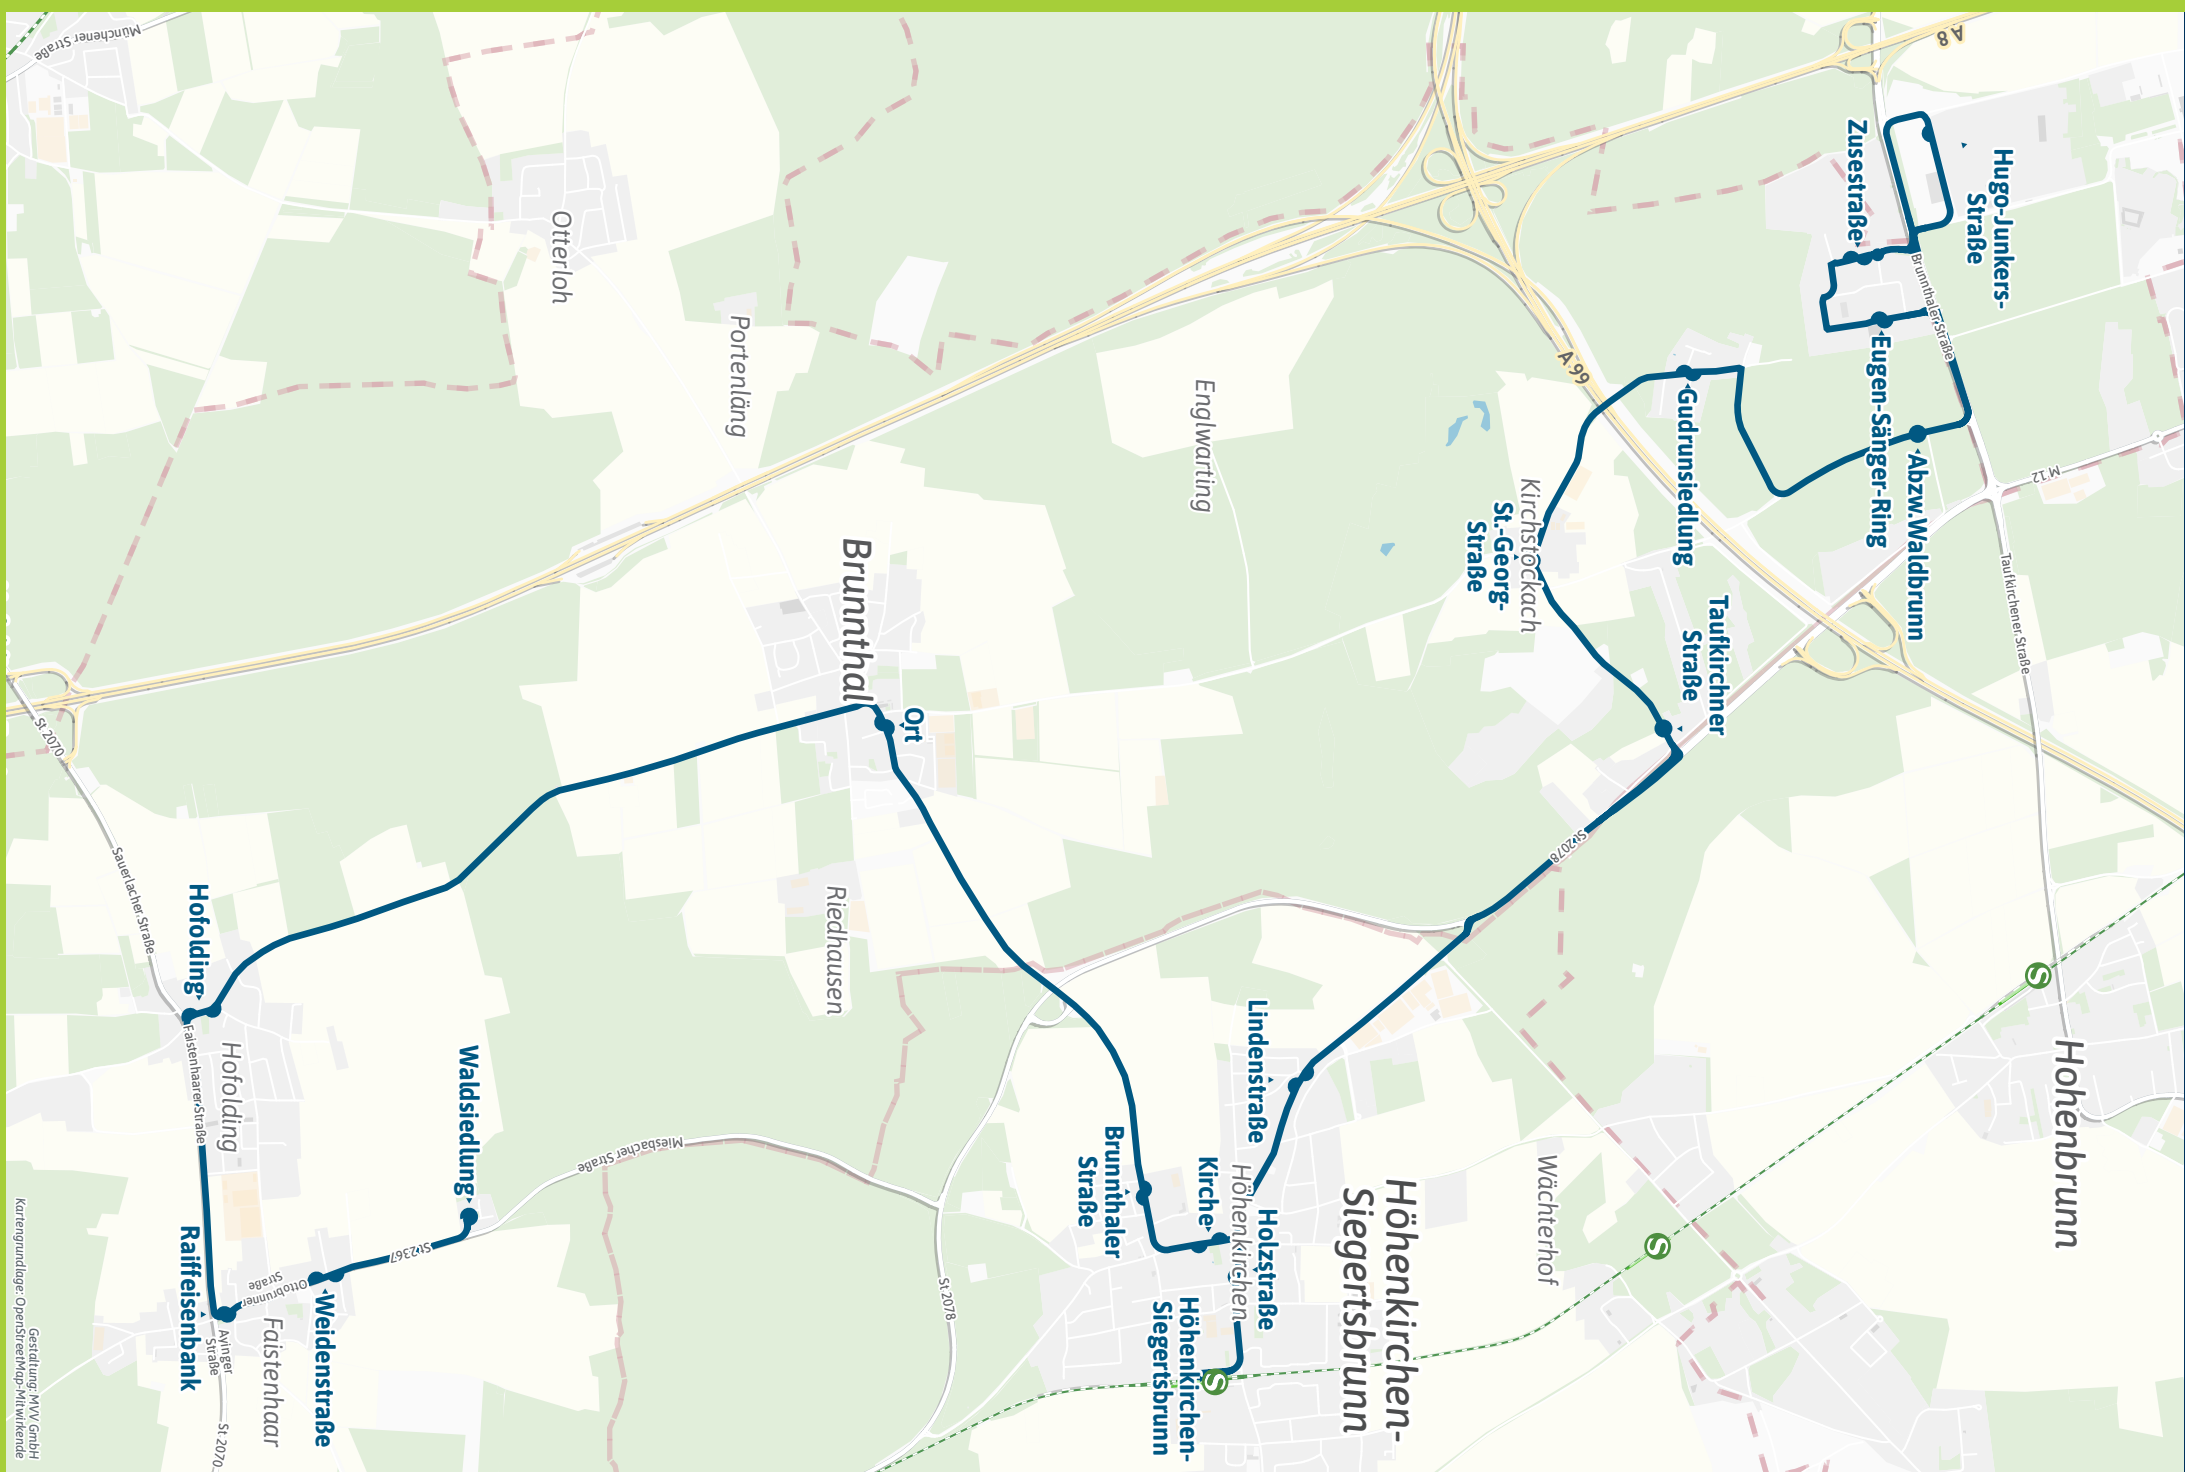 Münchener Straße
A 8
Hugo-Junkers-
Straße
Zusestraße
Brunnthaler Straße
Eugen-Sänger-Ring
Abzw.Waldbrunn
M 12
Taufkirchener Straße
A 99
Gudrunsiedlung
Kirchstockach
St.-Georg-
Straße
Taufkirchner
Straße
St 2078
Otterloh
Portenläng
Englwarting
Brunnthal
Ort
Riedhausen
St 2070
Sauerlacher Straße
Hofolding
Hofolding
Faistenhaarer Straße
Waldsiedlung
Miesbacher Straße
St 2367
Weidenstraße
Ottobrunner
Straße
Raiffeisenbank
Ayinger
Straße
Faistenhaar
St 2070
Lindenstraße
Kirche
Brunnthaler
Straße
Holzstraße
Höhenkirchen
Höhenkirchen-
Siegertsbrunn
Höhenkirchen-
Siegertsbrunn
S
St 2078
Wächterhof
S
S
Hohenbrunn
Gestaltung: MVV GmbH
Kartengrundlage: OpenStreetMap-Mitwirkende